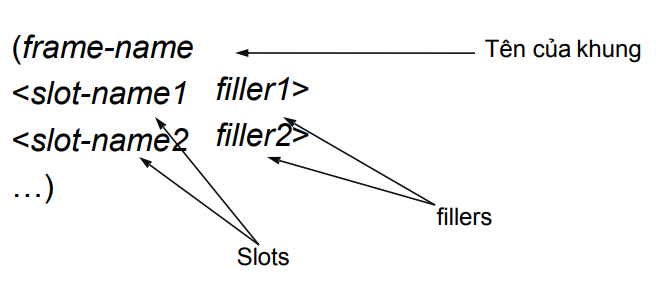 (frame-name
Tên của khung
<slot-name1 filler1>
<slot-name2 filler2>
…)
fillers
Slots